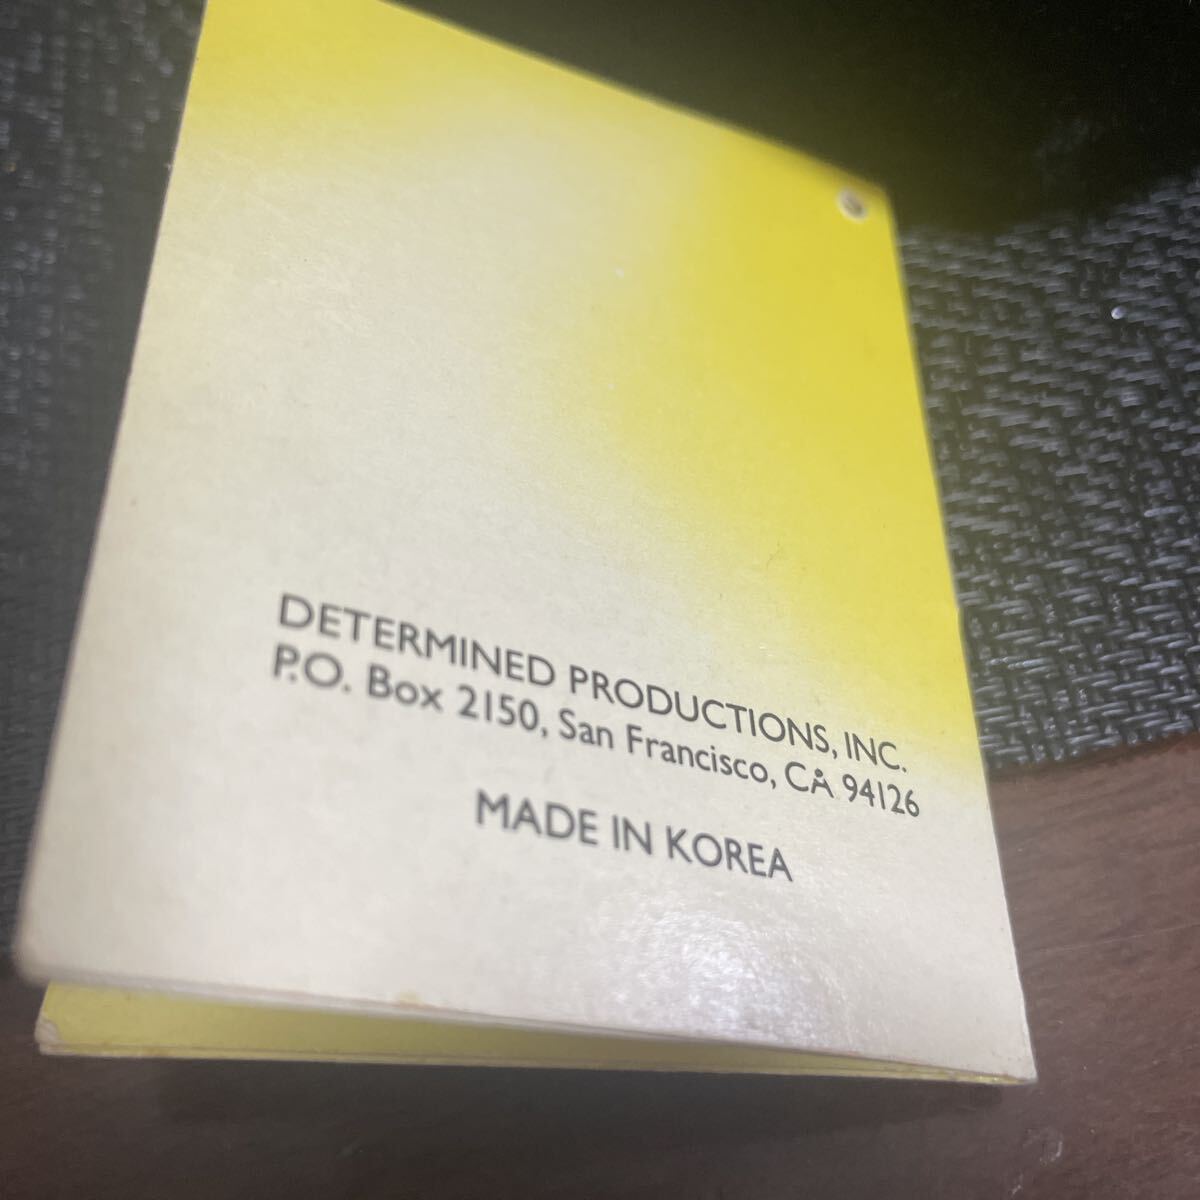 DETERMINED PRODUCTIONS, INC.
P.O. Box 2150, San Francisco, CA 94126
MADE IN KOREA